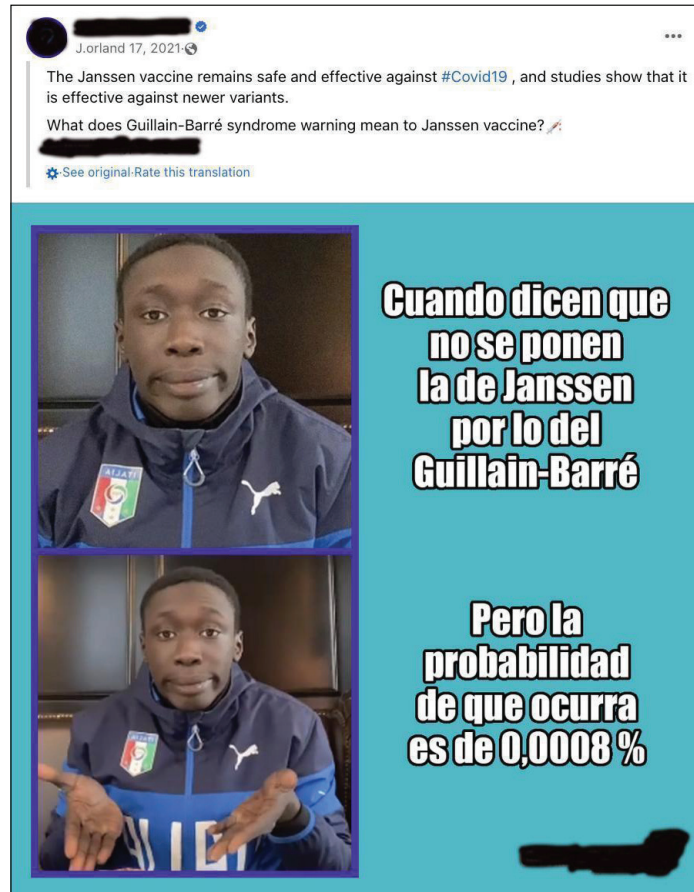 J.orland 17, 2021
The Janssen vaccine remains safe and effective against #Covid19 , and studies show that it
is effective against newer variants.
What does Guillain-Barré syndrome warning mean to Janssen vaccine?
See original·Rate this translation
Cuando dicen que
no se ponen
la de Janssen
por lo del
Guillain-Barré
AIJATI
Pero la
probabilidad
de que ocurra
es de 0,0008 %